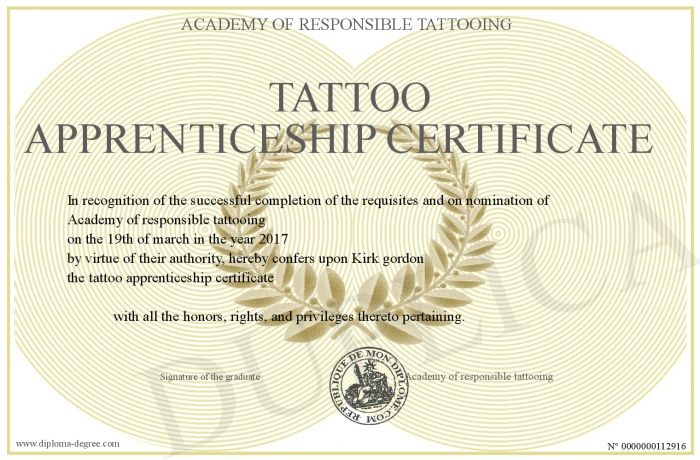 ACADEMY OF RESPONSIBLE TATTOOING
TATTOO
APPRENTICESHIP CERTIFICATE
In recognition of the successful completion of the requisites and on nomination of
Academy of responsible tattooing
on the 19th of march in the year 2017
by virtue of their authority, hereby confers upon Kirk gordon
the tattoo apprenticeship certificate
with all the honors, rights, and privileges thereto pertaining.
Signature of the graduate
REPUBLIQUE DE MON DIPLOME.COM
Academy of responsible tattooing
DUPLICATA
www.diploma-degree.com
N° 0000000112916